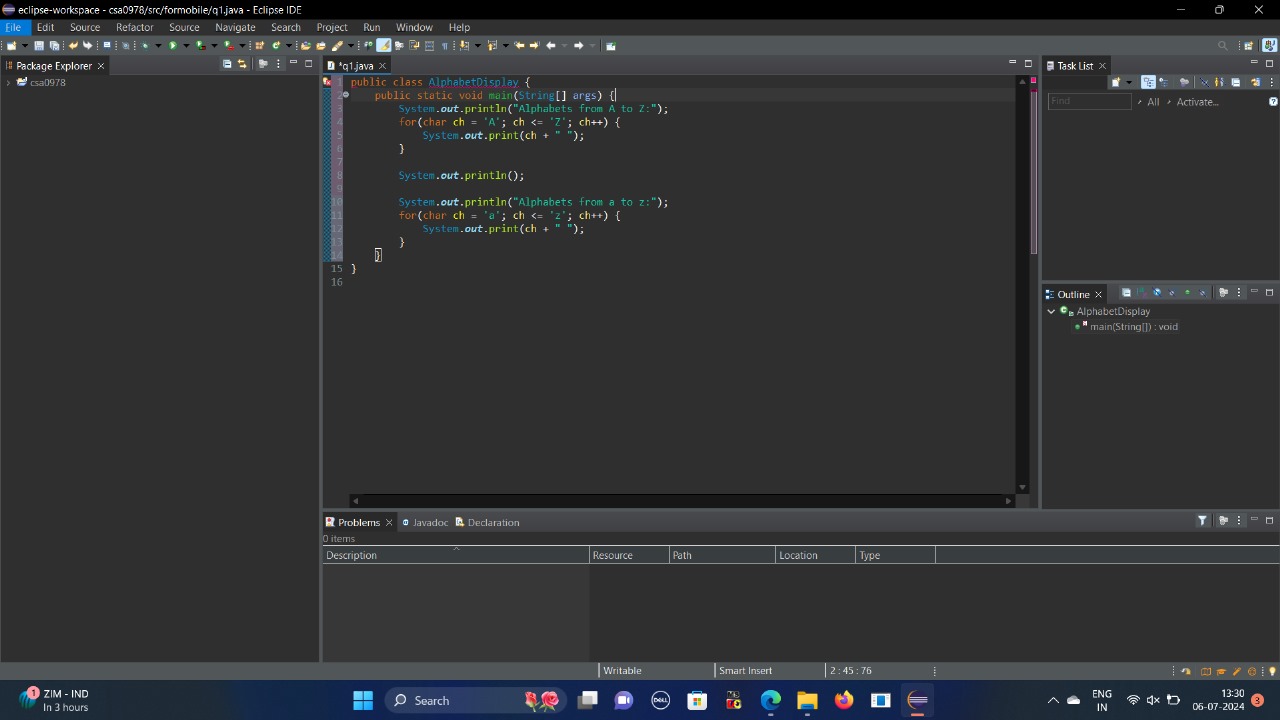 eclipse-workspace - csa0978/src/formobile/q1.java - Eclipse IDE
File Edit Source Refactor Source Navigate Search Project Run Window Help
Package Explorer
csa0978
*q1.java
1 public class AlphabetDisplay {
2 public static void main(String[] args) {
3 System.out.println("Alphabets from A to Z:");
4 for(char ch = 'A'; ch <= 'Z'; ch++) {
5 System.out.print(ch + " ");
6 }
7
8 System.out.println();
9
10 System.out.println("Alphabets from a to z:");
11 for(char ch = 'a'; ch <= 'z'; ch++) {
12 System.out.print(ch + " ");
13 }
14 }
15 }
16
Task List
Find All Activate...
Outline
AlphabetDisplay
main(String[]) : void
Problems Javadoc Declaration
0 items
Description Resource Path Location Type
Writable Smart Insert 2 : 45 : 76
1 ZIM - IND
In 3 hours
Search
DELL
ENG
IN
13:30
06-07-2024
3